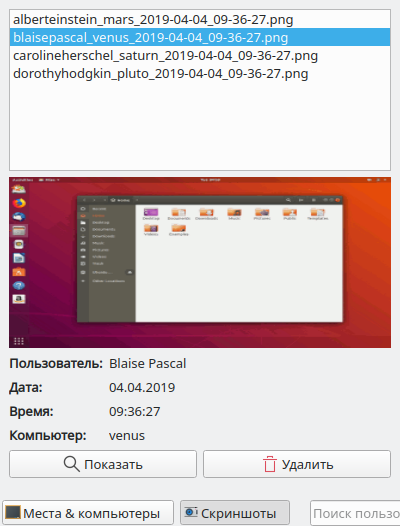 alberteinstein_mars_2019-04-04_09-36-27.png
blaisepascal_venus_2019-04-04_09-36-27.png
carolineherschel_saturn_2019-04-04_09-36-27.png
dorothyhodgkin_pluto_2019-04-04_09-36-27.png
Пользователь: Blaise Pascal
Дата: 04.04.2019
Время: 09:36:27
Компьютер: venus
Показать Удалить
Места & компьютеры Скриншоты Поиск пользо